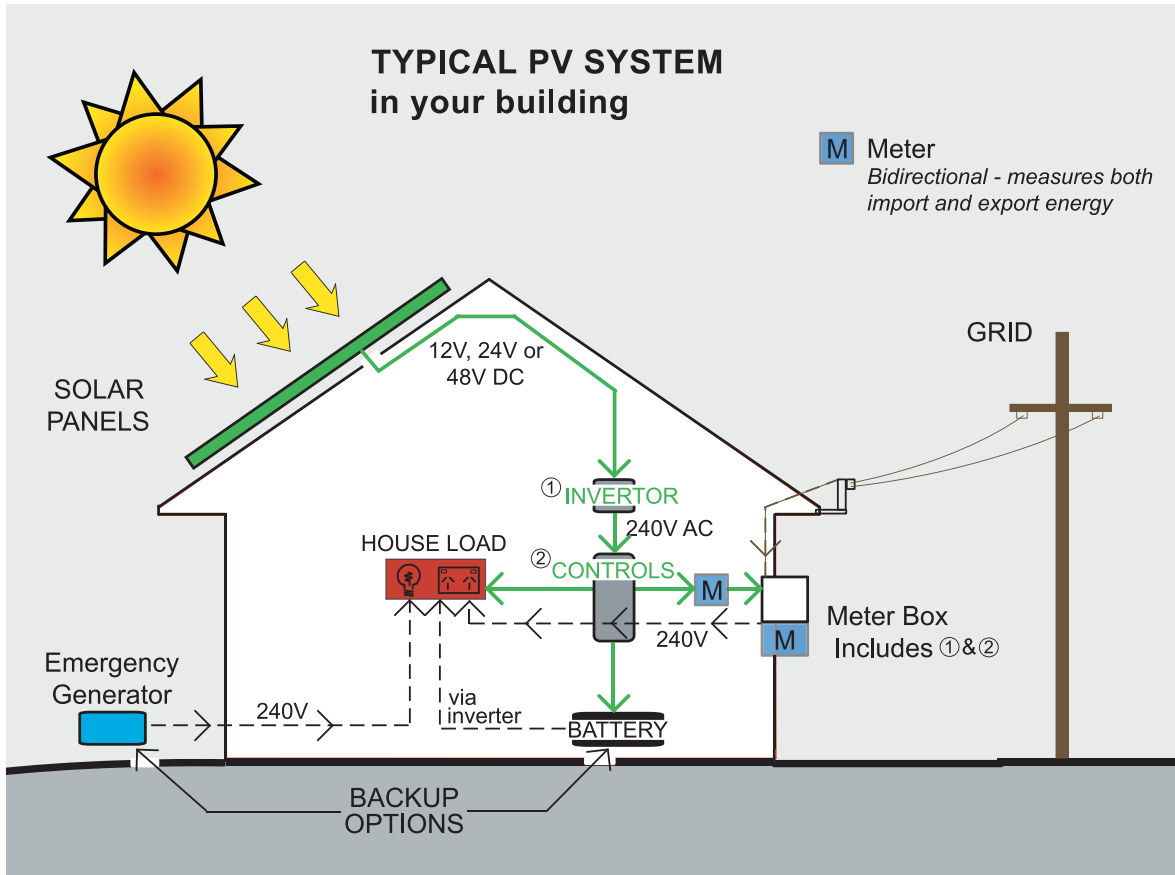 TYPICAL PV SYSTEM
in your building
M Meter
Bidirectional - measures both
import and export energy
GRID
12V, 24V or
48V DC
SOLAR
PANELS
① INVERTOR
240V AC
HOUSE LOAD
② CONTROLS
M
240V
M
Meter Box
Includes ①&②
Emergency
Generator
240V
via
inverter
BATTERY
BACKUP
OPTIONS